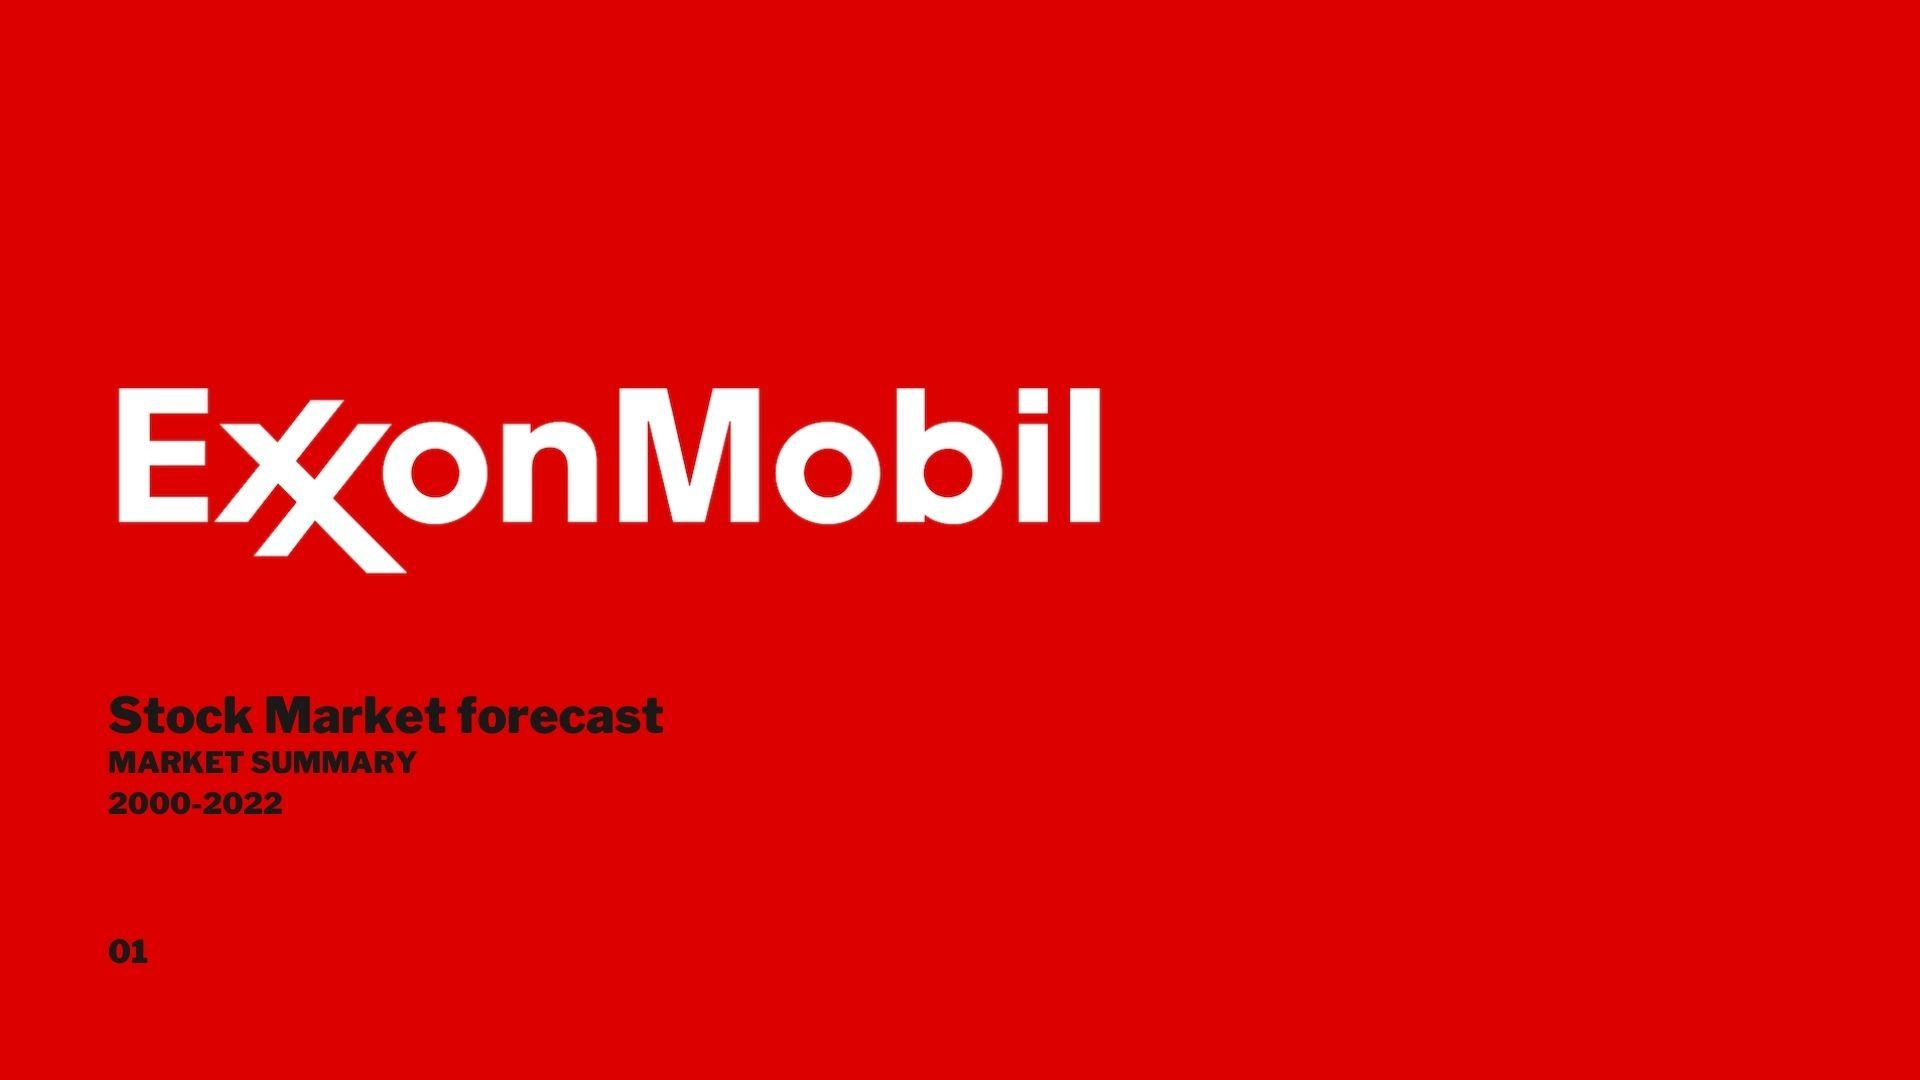 ExxonMobil
Stock Market forecast
MARKET SUMMARY
2000-2022
01